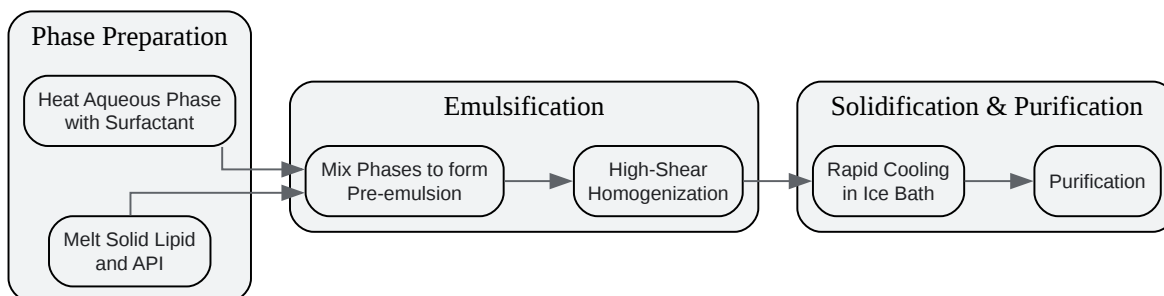 Phase Preparation
Heat Aqueous Phase
with Surfactant
Melt Solid Lipid
and API
Emulsification
Mix Phases to form
Pre-emulsion
High-Shear
Homogenization
Solidification & Purification
Rapid Cooling
in Ice Bath
Purification